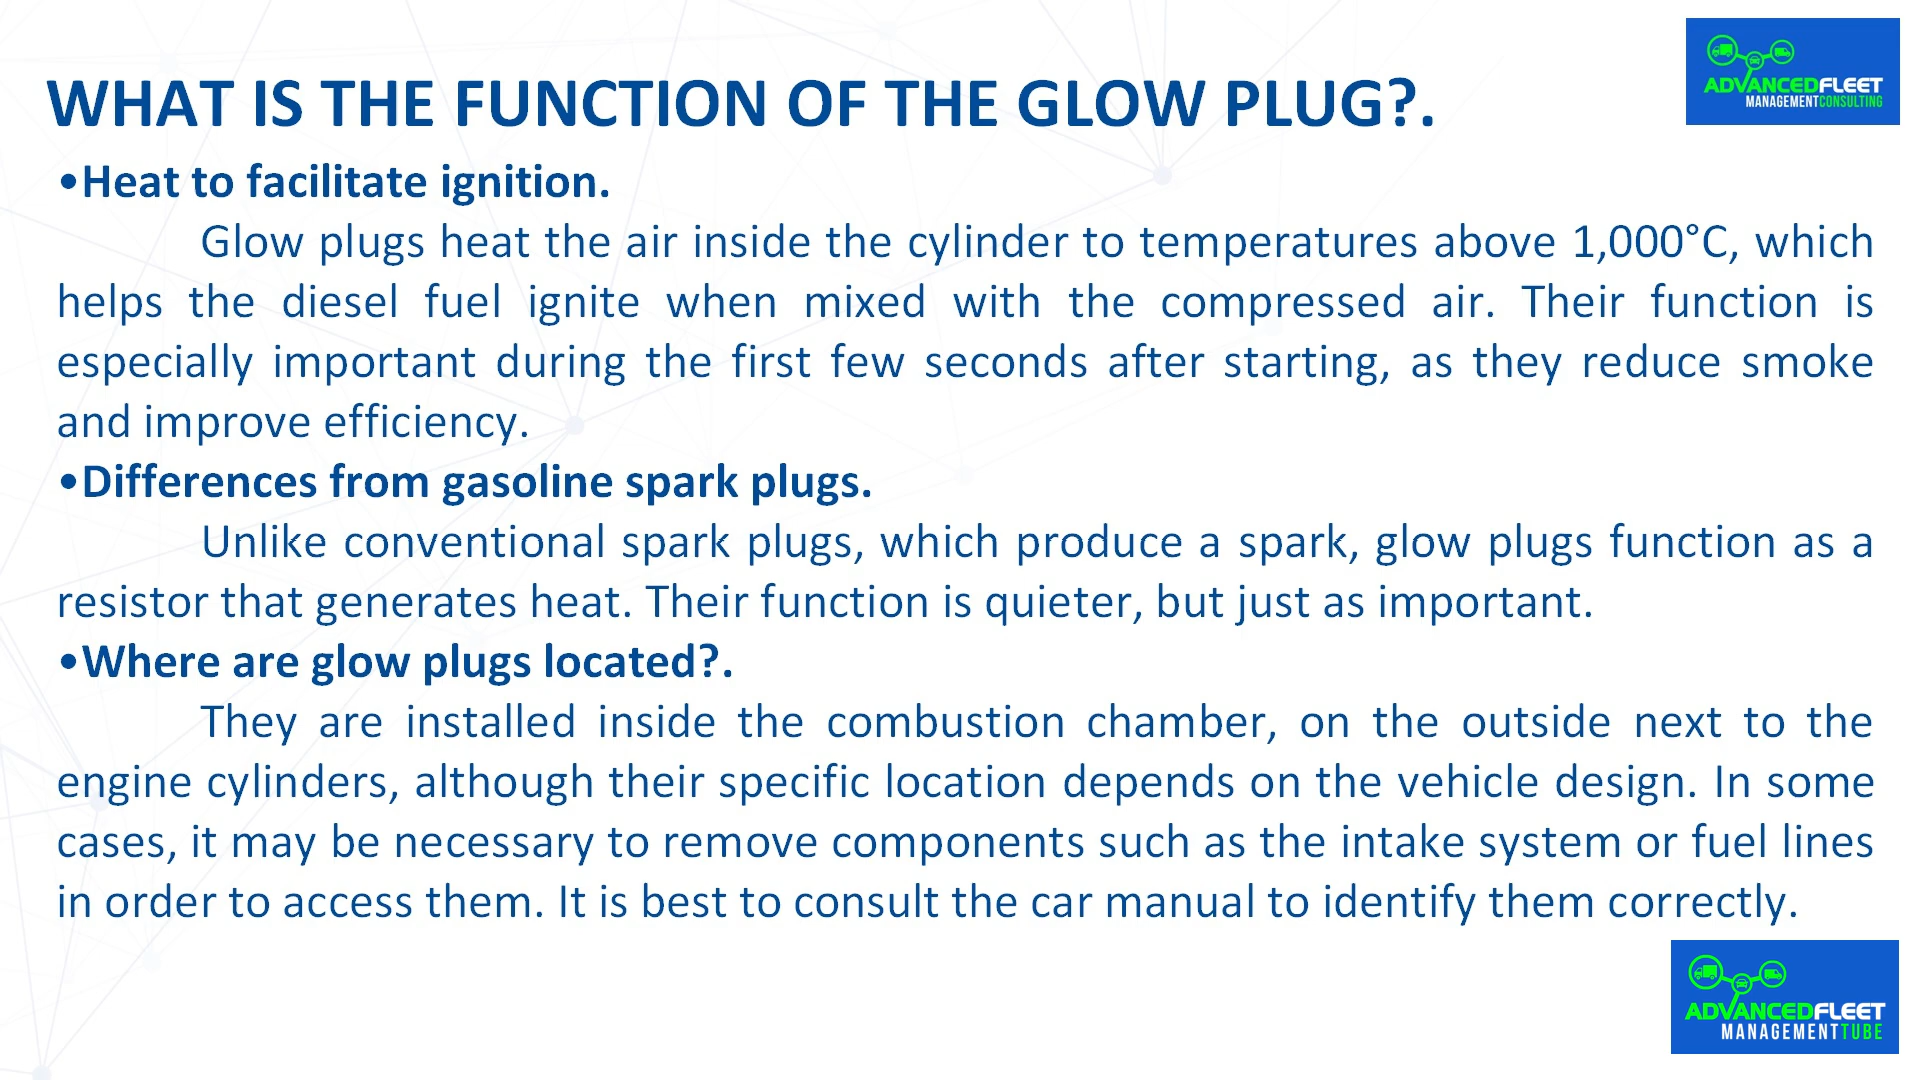 WHAT IS THE FUNCTION OF THE GLOW PLUG?.
ADVANCEDFLEET
MANAGEMENTCONSULTING
•Heat to facilitate ignition.
Glow plugs heat the air inside the cylinder to temperatures above 1,000°C, which
helps the diesel fuel ignite when mixed with the compressed air. Their function is
especially important during the first few seconds after starting, as they reduce smoke
and improve efficiency.
•Differences from gasoline spark plugs.
Unlike conventional spark plugs, which produce a spark, glow plugs function as a
resistor that generates heat. Their function is quieter, but just as important.
•Where are glow plugs located?.
They are installed inside the combustion chamber, on the outside next to the
engine cylinders, although their specific location depends on the vehicle design. In some
cases, it may be necessary to remove components such as the intake system or fuel lines
in order to access them. It is best to consult the car manual to identify them correctly.
ADVANCEDFLEET
MANAGEMENTTUBE